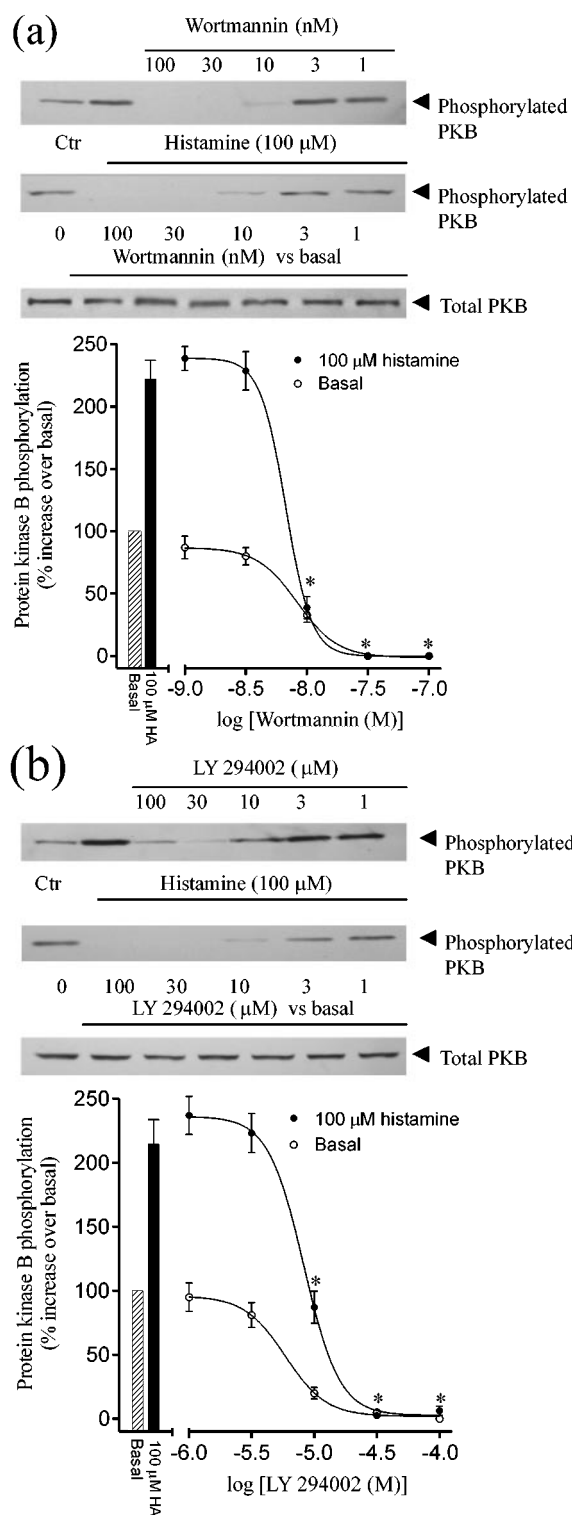 (a)
Wortmannin (nM)
100 30 10 3 1
Phosphorylated
PKB
Ctr Histamine (100 µM)
Phosphorylated
PKB
0 100 30 10 3 1
Wortmannin (nM) vs basal
Total PKB
Protein kinase B phosphorylation
(% increase over basal)
250
200
150
100
50
0
100 µM histamine
Basal
*
*
*
Basal
100 µM HA
-9.0 -8.5 -8.0 -7.5 -7.0
log [Wortmannin (M)]
(b)
LY 294002 (µM)
100 30 10 3 1
Phosphorylated
PKB
Ctr Histamine (100 µM)
Phosphorylated
PKB
0 100 30 10 3 1
LY 294002 (µM) vs basal
Total PKB
Protein kinase B phosphorylation
(% increase over basal)
250
200
150
100
50
0
100 µM histamine
Basal
*
*
*
Basal
100 µM HA
-6.0 -5.5 -5.0 -4.5 -4.0
log [LY 294002 (M)]